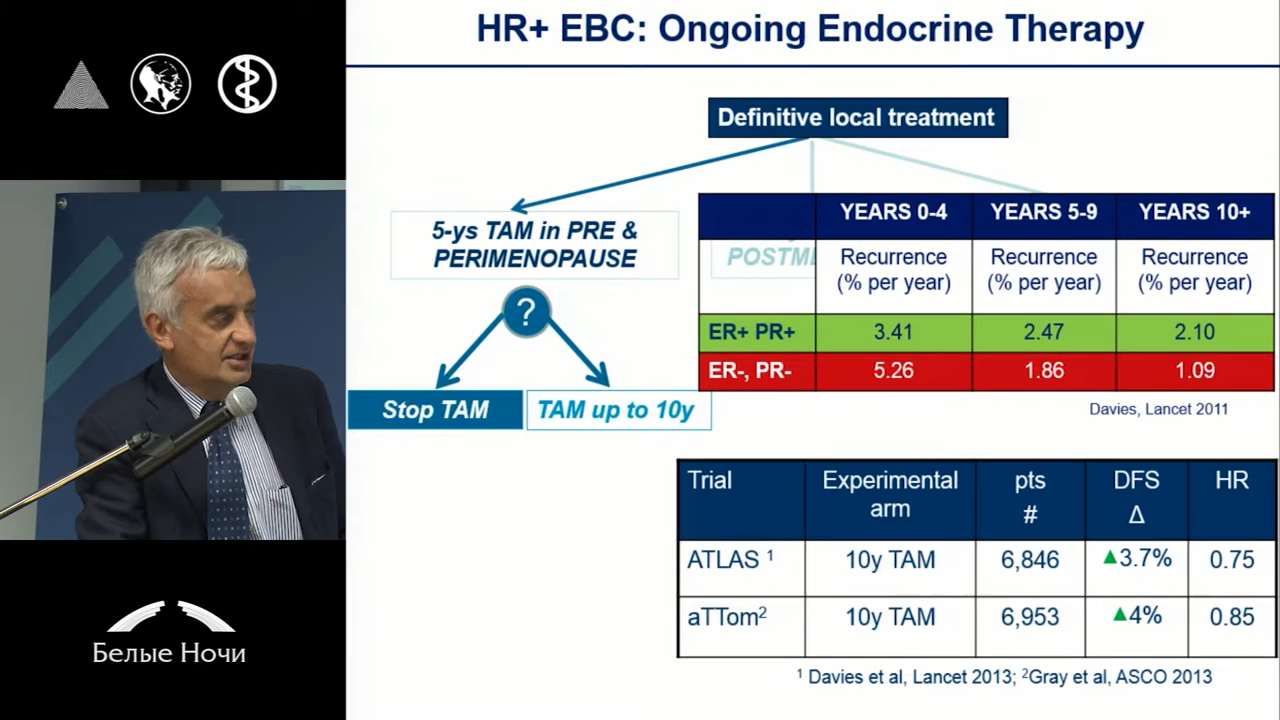 HR+ EBC: Ongoing Endocrine Therapy
Definitive local treatment
5-ys TAM in PRE &
PERIMENOPAUSE
?
Stop TAM
TAM up to 10y
YEARS 0-4 YEARS 5-9 YEARS 10+
Recurrence Recurrence Recurrence
(% per year) (% per year) (% per year)
ER+ PR+ 3.41 2.47 2.10
ER-, PR- 5.26 1.86 1.09
Davies, Lancet 2011
Trial Experimental pts DFS HR
arm # Δ
ATLAS ¹ 10y TAM 6,846 ▲3.7% 0.75
aTTom² 10y TAM 6,953 ▲4% 0.85
¹ Davies et al, Lancet 2013; ²Gray et al, ASCO 2013
Белые Ночи